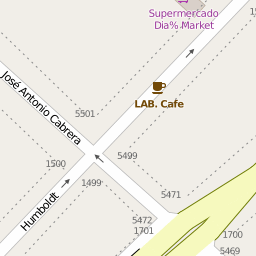 Supermercado
Dia% Market
LAB. Cafe
José Antonio Cabrera
Humboldt
5501
1500
1499
5499
5471
5472
1701
1700
5469